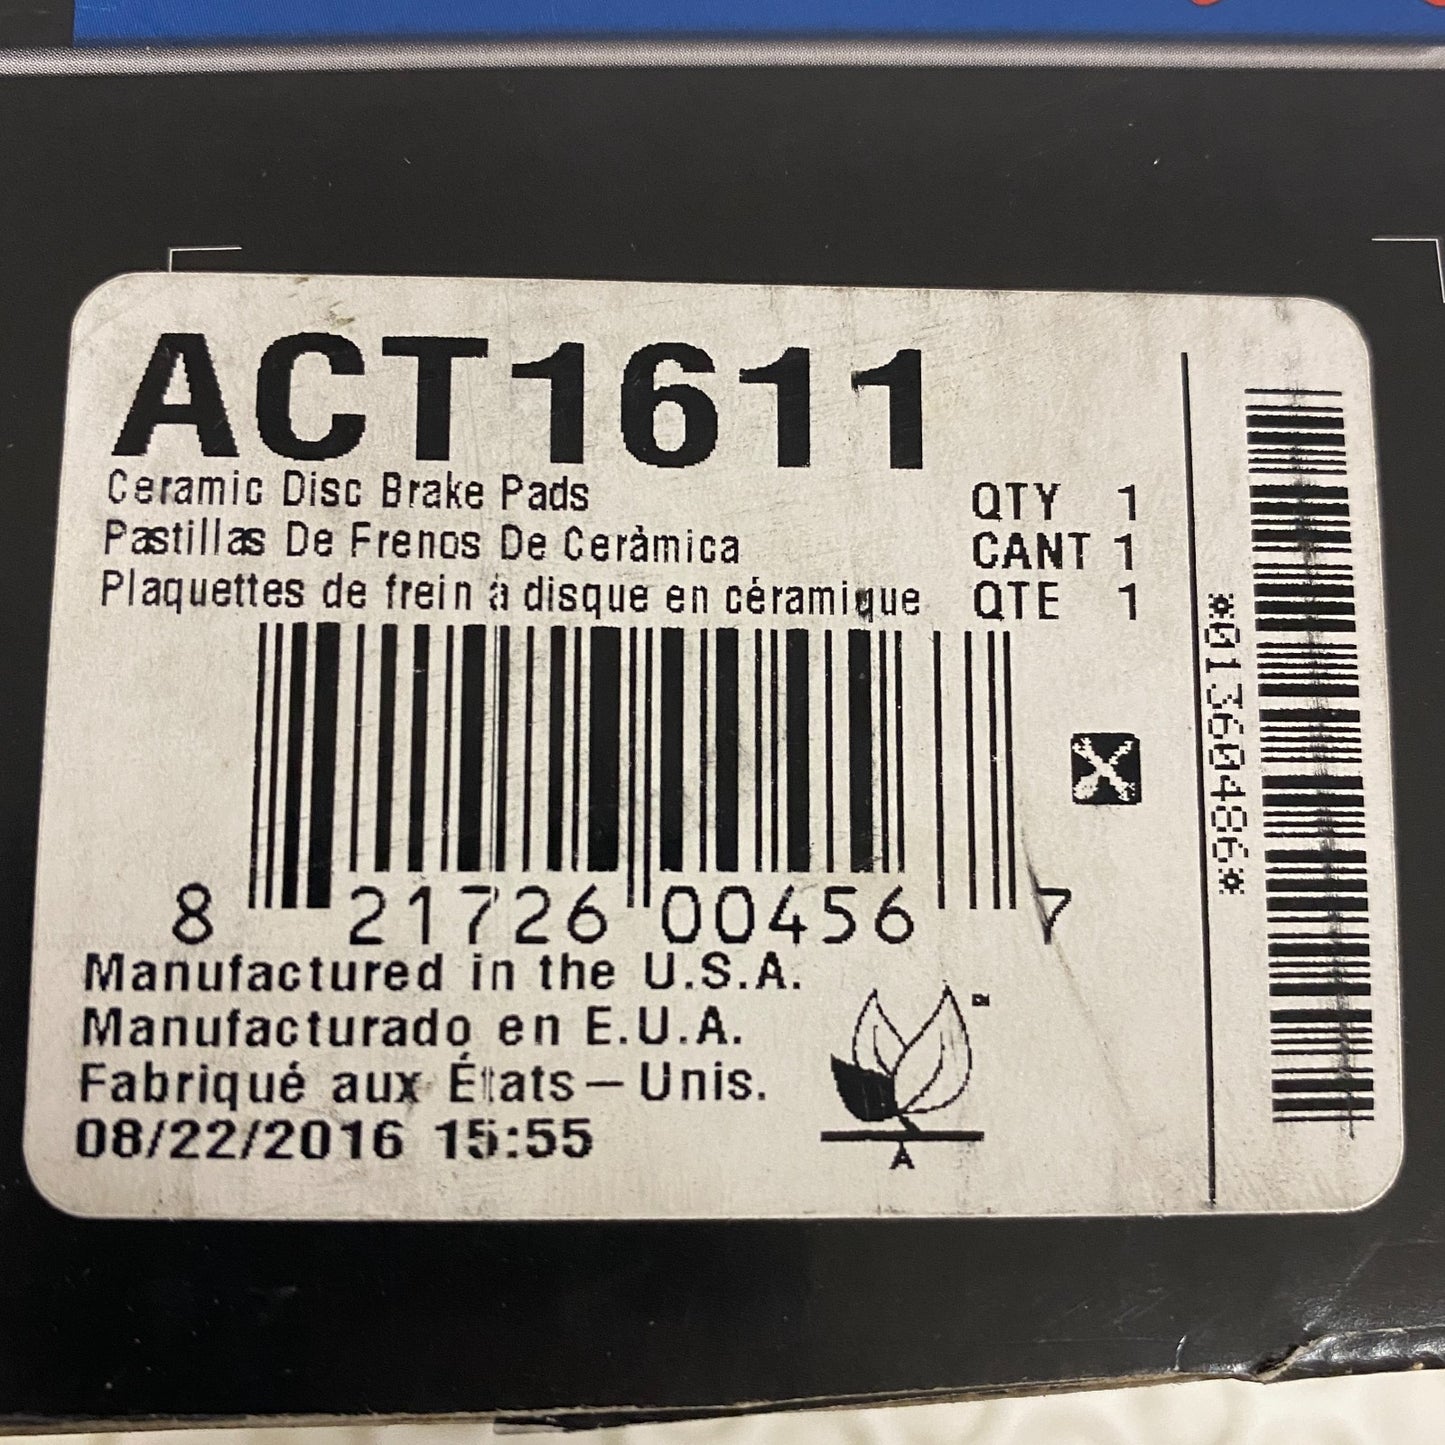 ACT1611
Ceramic Disc Brake Pads QTY 1
Pastillas De Frenos De Ceràmica CANT 1
Plaquettes de frein à disque en céramique QTE 1
8 21726 00456 7
Manufactured in the U.S.A.
Manufacturado en E.U.A.
Fabriqué aux États-Unis.
08/22/2016 15:55
A
*01360486*